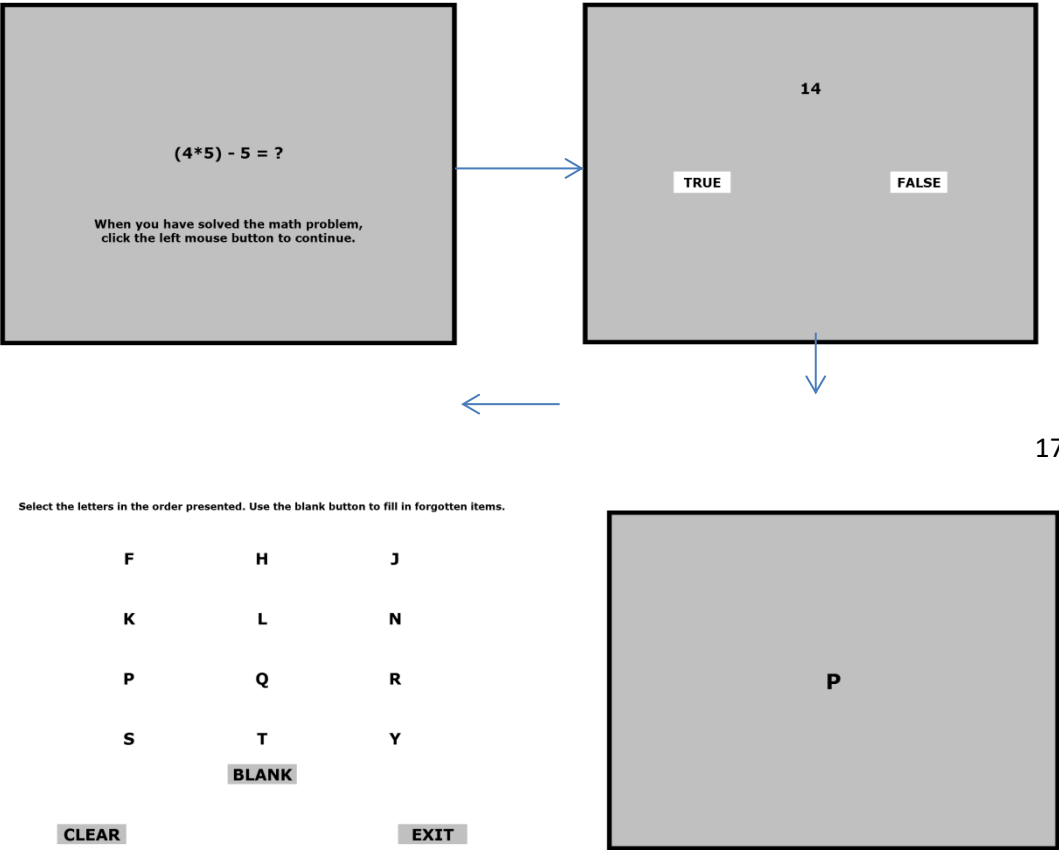 (4*5) - 5 = ?
When you have solved the math problem,
click the left mouse button to continue.
14
TRUE FALSE
17
Select the letters in the order presented. Use the blank button to fill in forgotten items.
F H J
K L N
P Q R
S T Y
BLANK
CLEAR EXIT
P